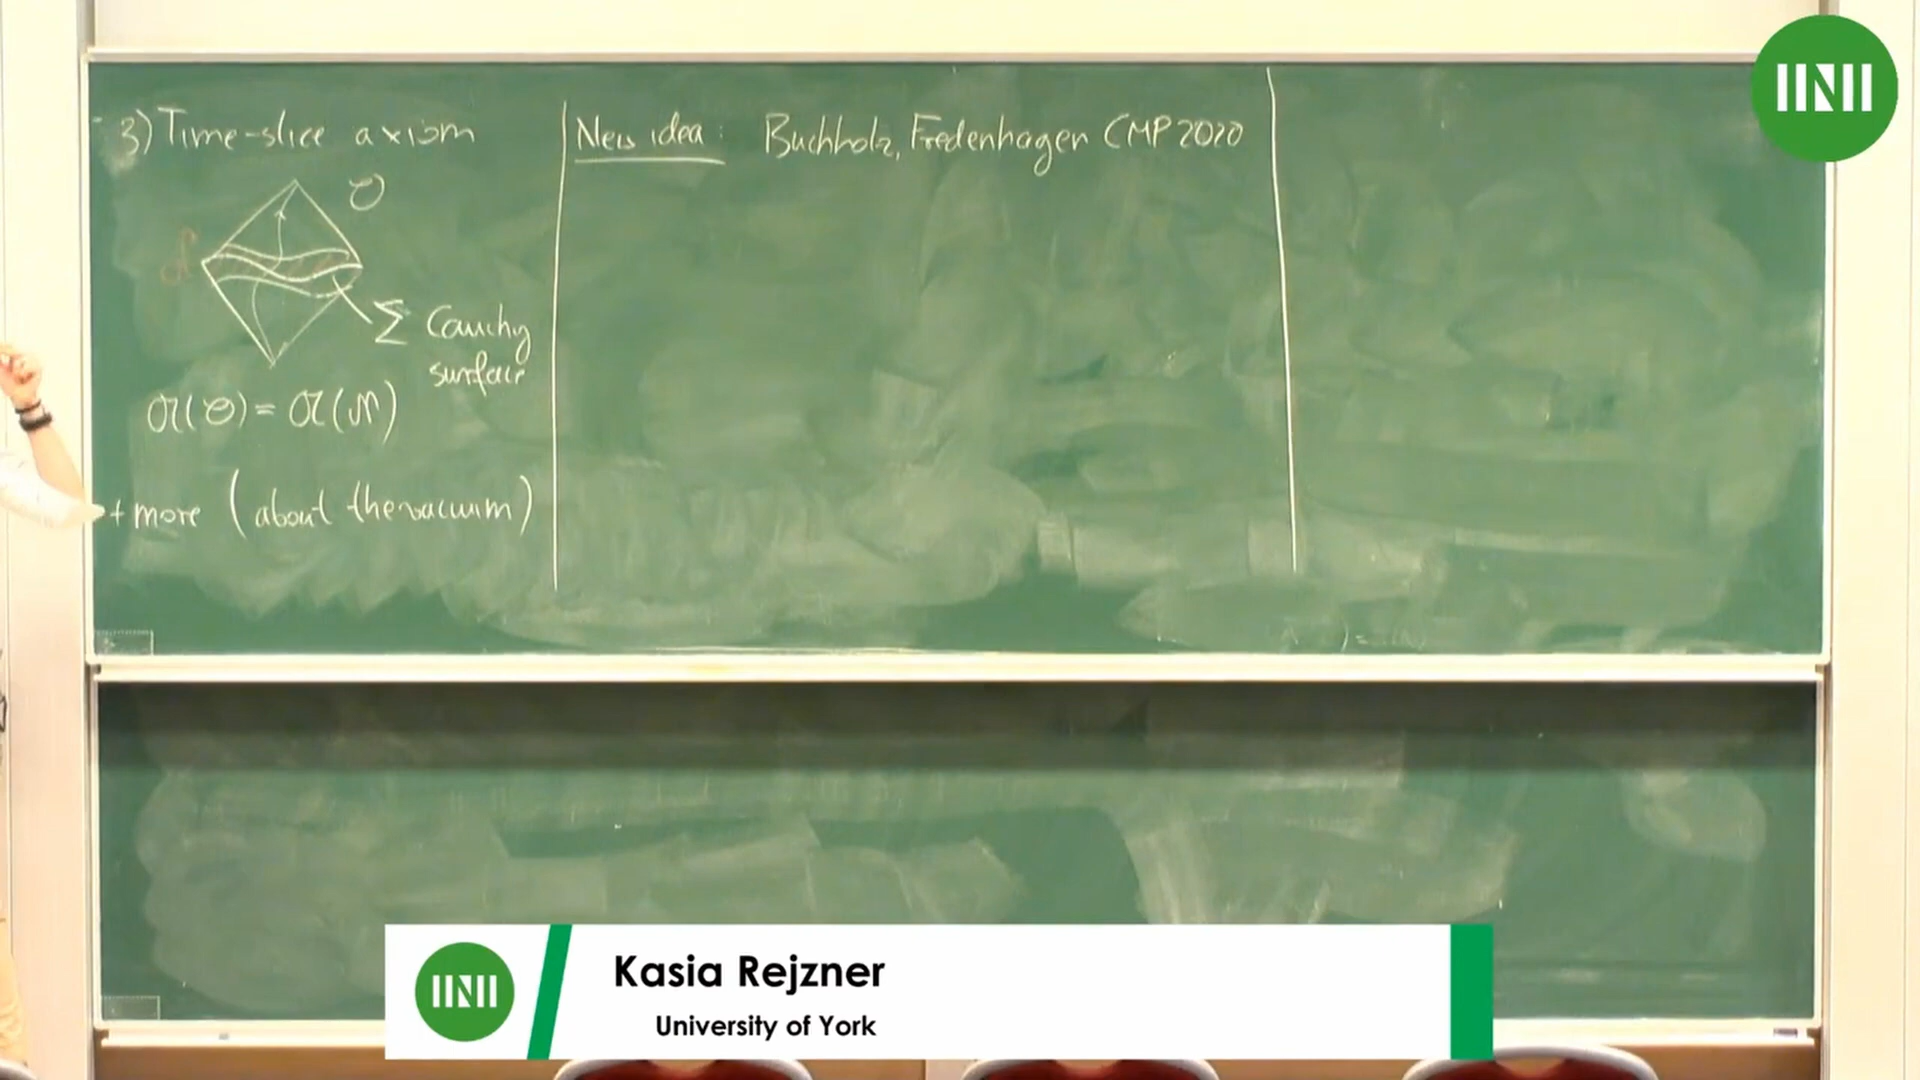 3) Time-slice axiom
O
Σ Cauchy
surface
𝔄(O) = 𝔄(N)
+ more (about the vacuum)
New idea: Buchholz, Fredenhagen CMP 2020
Kasia Rejzner
University of York